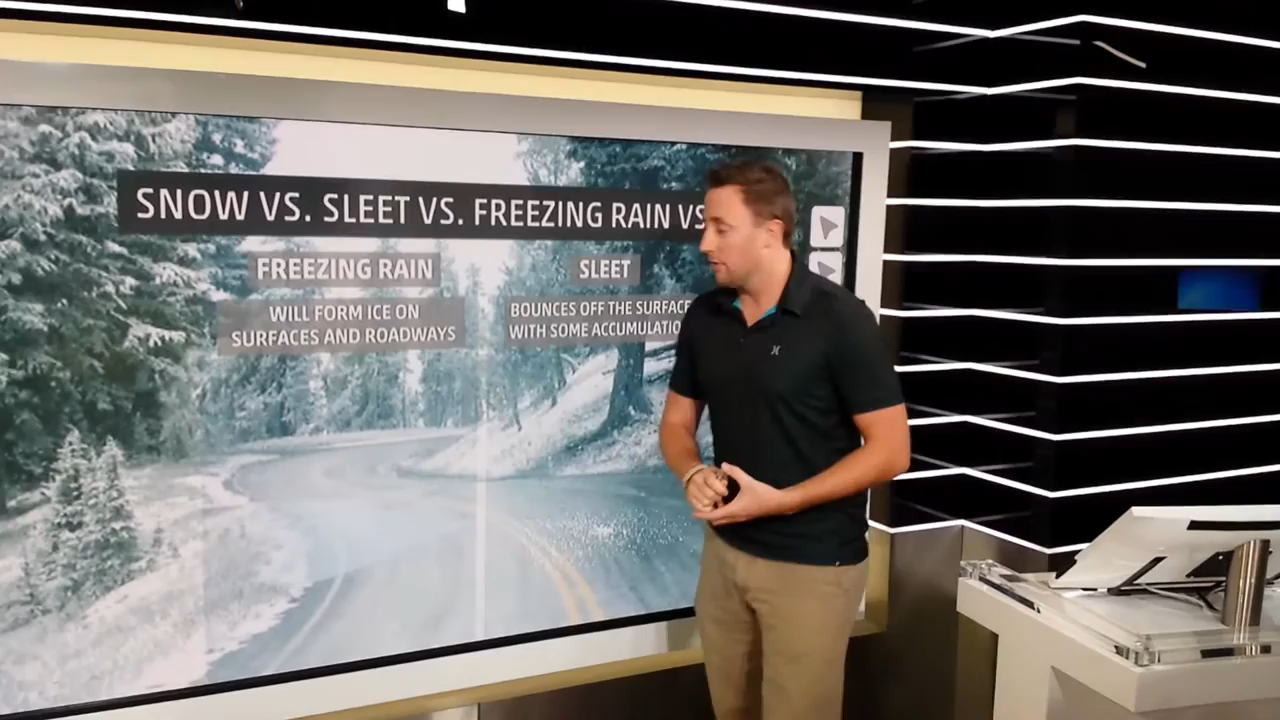 SNOW VS. SLEET VS. FREEZING RAIN VS
FREEZING RAIN
WILL FORM ICE ON
SURFACES AND ROADWAYS
SLEET
BOUNCES OFF THE SURFACE
WITH SOME ACCUMULATIO